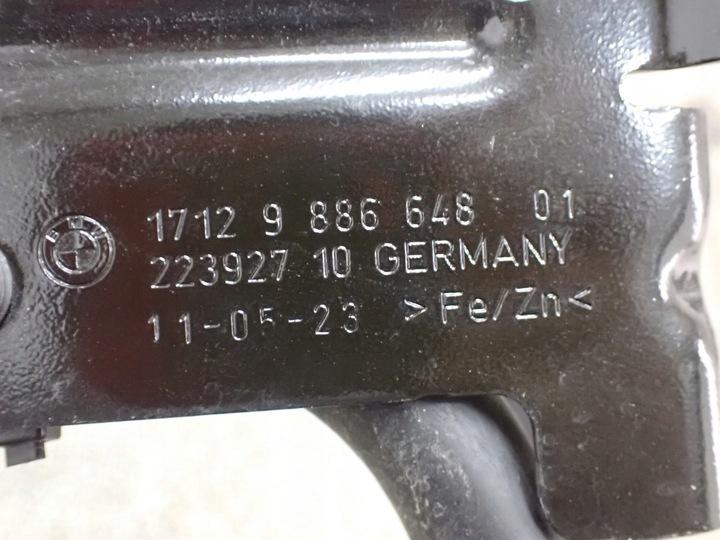 1712 9 886 648 01
223927 10 GERMANY
11-05-23 >Fe/Zn<